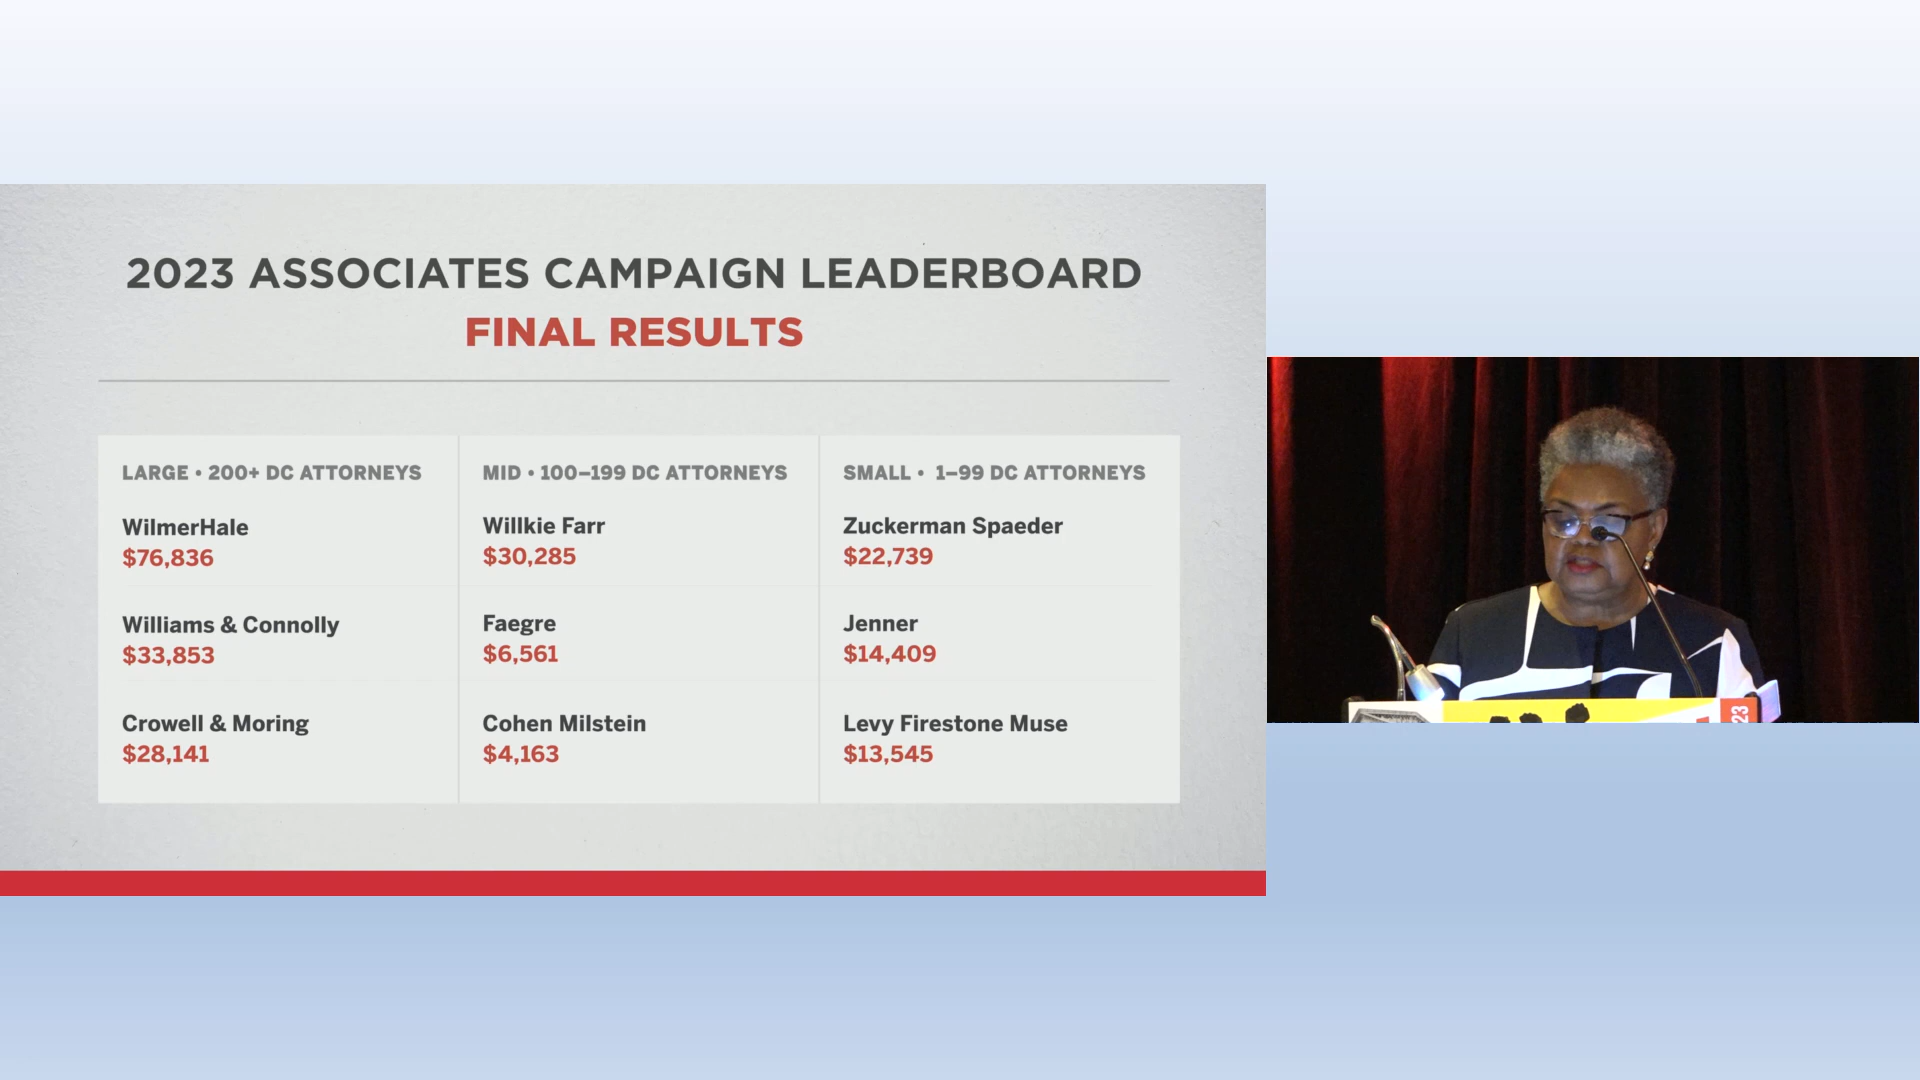 2023 ASSOCIATES CAMPAIGN LEADERBOARD
FINAL RESULTS
LARGE • 200+ DC ATTORNEYS
WilmerHale
$76,836
Williams & Connolly
$33,853
Crowell & Moring
$28,141
MID • 100–199 DC ATTORNEYS
Willkie Farr
$30,285
Faegre
$6,561
Cohen Milstein
$4,163
SMALL • 1–99 DC ATTORNEYS
Zuckerman Spaeder
$22,739
Jenner
$14,409
Levy Firestone Muse
$13,545
23